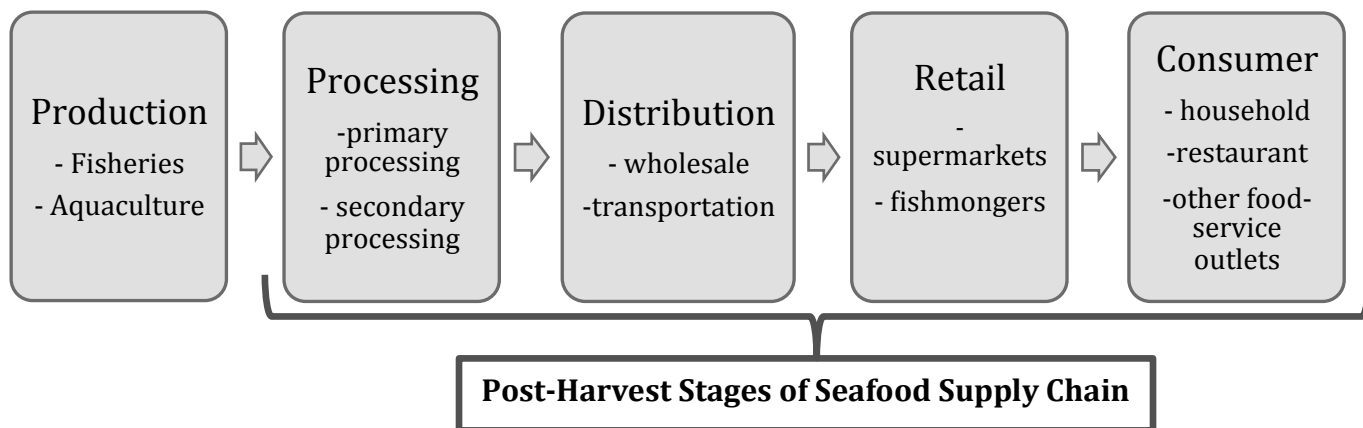 Production
- Fisheries
- Aquaculture
Processing
-primary
processing
- secondary
processing
Distribution
- wholesale
-transportation
Retail
-
supermarkets
- fishmongers
Consumer
- household
-restaurant
-other food-
service
outlets
Post-Harvest Stages of Seafood Supply Chain